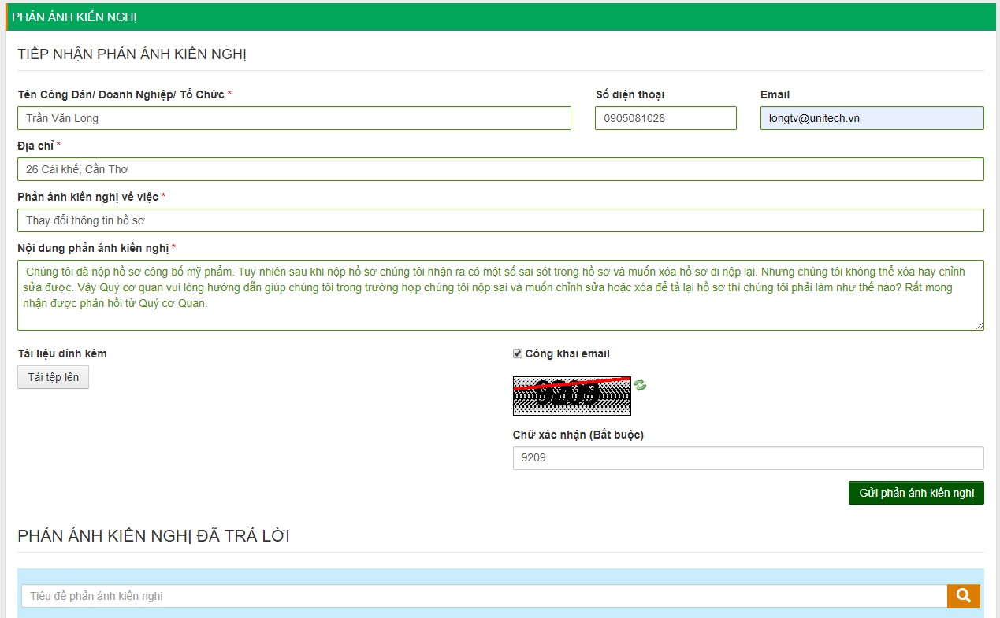 PHẢN ÁNH KIẾN NGHỊ
TIẾP NHẬN PHẢN ÁNH KIẾN NGHỊ
Tên Công Dân/ Doanh Nghiệp/ Tổ Chức *
Số điện thoại
Email
Trần Văn Long
0905081028
longtv@unitech.vn
Địa chỉ *
26 Cái khế, Cần Thơ
Phản ánh kiến nghị về việc *
Thay đổi thông tin hồ sơ
Nội dung phản ánh kiến nghị *
Chúng tôi đã nộp hồ sơ công bố mỹ phẩm. Tuy nhiên sau khi nộp hồ sơ chúng tôi nhận ra có một số sai sót trong hồ sơ và muốn xóa hồ sơ đi nộp lại. Nhưng chúng tôi không thể xóa hay chỉnh
sửa được. Vậy Quý cơ quan vui lòng hướng dẫn giúp chúng tôi trong trường hợp chúng tôi nộp sai và muốn chỉnh sửa hoặc xóa để tả lại hồ sơ thì chúng tôi phải làm như thế nào? Rất mong
nhận được phản hồi từ Quý cơ Quan.
Tài liệu đính kèm
Công khai email
Tải tệp lên
9209
Chữ xác nhận (Bắt buộc)
9209
Gửi phản ánh kiến nghị
PHẢN ÁNH KIẾN NGHỊ ĐÃ TRẢ LỜI
Tiêu đề phản ánh kiến nghị